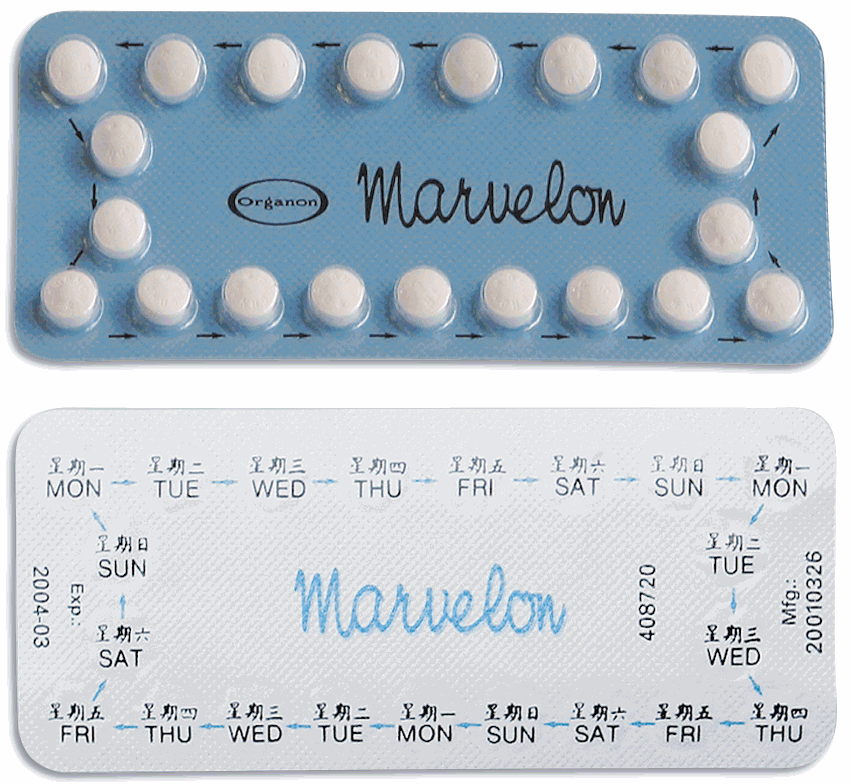 Organon
Marvelon
星期一 星期二 星期三 星期四 星期五 星期六 星期日 星期一
MON TUE WED THU FRI SAT SUN MON
星期日 星期二
SUN TUE
星期六 星期三
SAT WED
星期五 星期四 星期三 星期二 星期一 星期日 星期六 星期五 星期四
FRI THU WED TUE MON SUN SAT FRI THU
Exp.:
2004-03
Marvelon
408720
Mfg.:
20010326